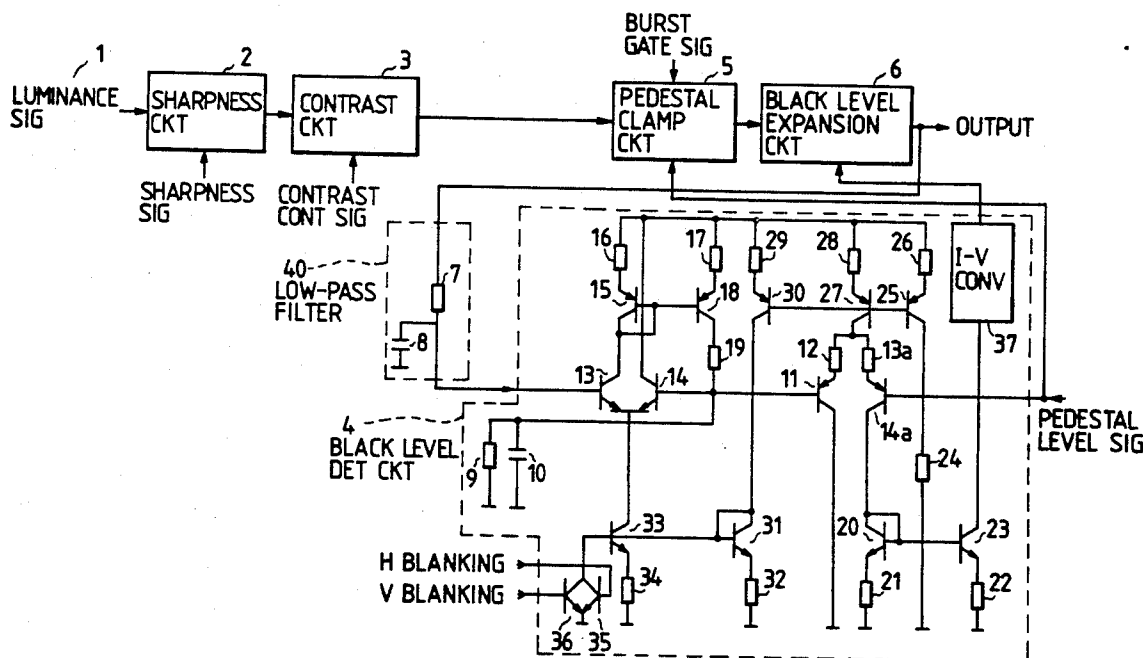 1
LUMINANCE
SIG
2
SHARPNESS
CKT
SHARPNESS
SIG
3
CONTRAST
CKT
CONTRAST
CONT SIG
BURST
GATE SIG
5
PEDESTAL
CLAMP
CKT
6
BLACK LEVEL
EXPANSION
CKT
OUTPUT
40
LOW-PASS
FILTER
7
8
16
17
29
28
26
I-V
CONV
37
15
18
30
27
25
19
12
13a
13
14
11
14a
PEDESTAL
LEVEL SIG
4
BLACK LEVEL
DET CKT
9
10
24
33
31
20
23
34
32
21
22
H BLANKING
V BLANKING
36
35